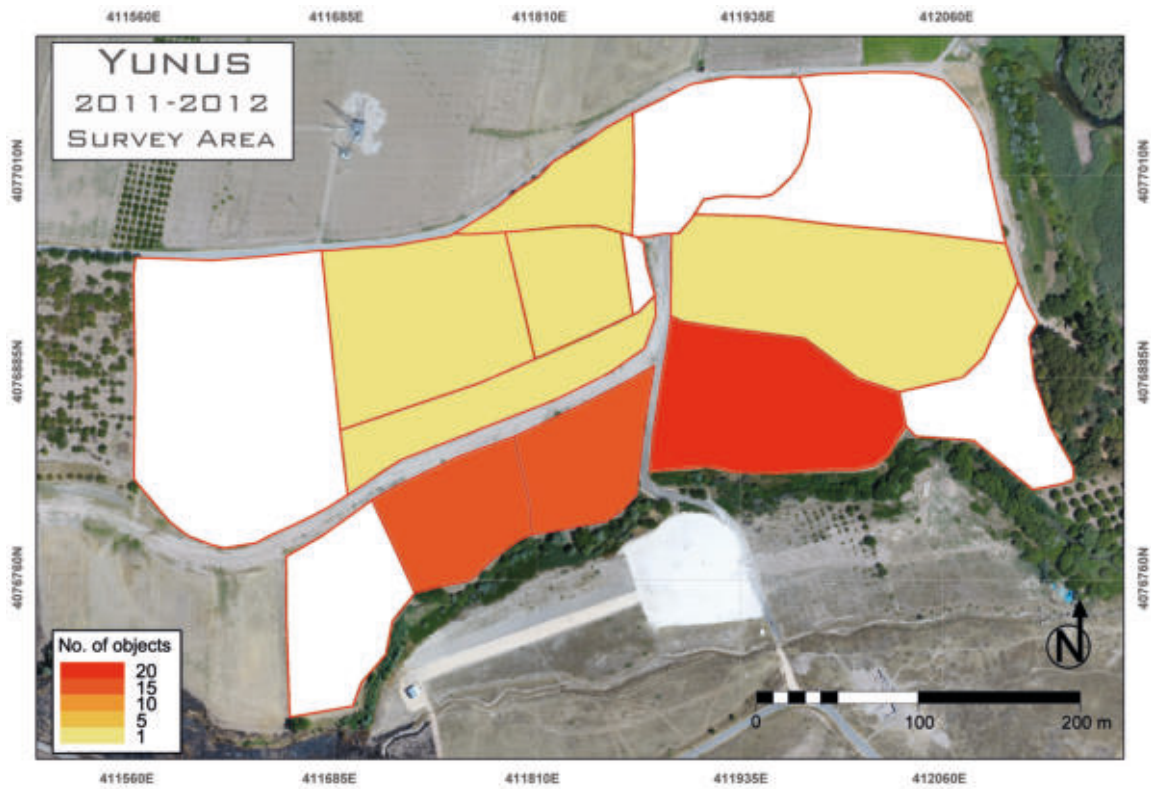 411560E 411685E 411810E 411935E 412060E
YUNUS
2011-2012
SURVEY AREA
4077010N 4077010N
4076885N 4076885N
4076760N 4076760N
No. of objects
20
15
10
5
1
N
0 100 200 m
411560E 411685E 411810E 411935E 412060E